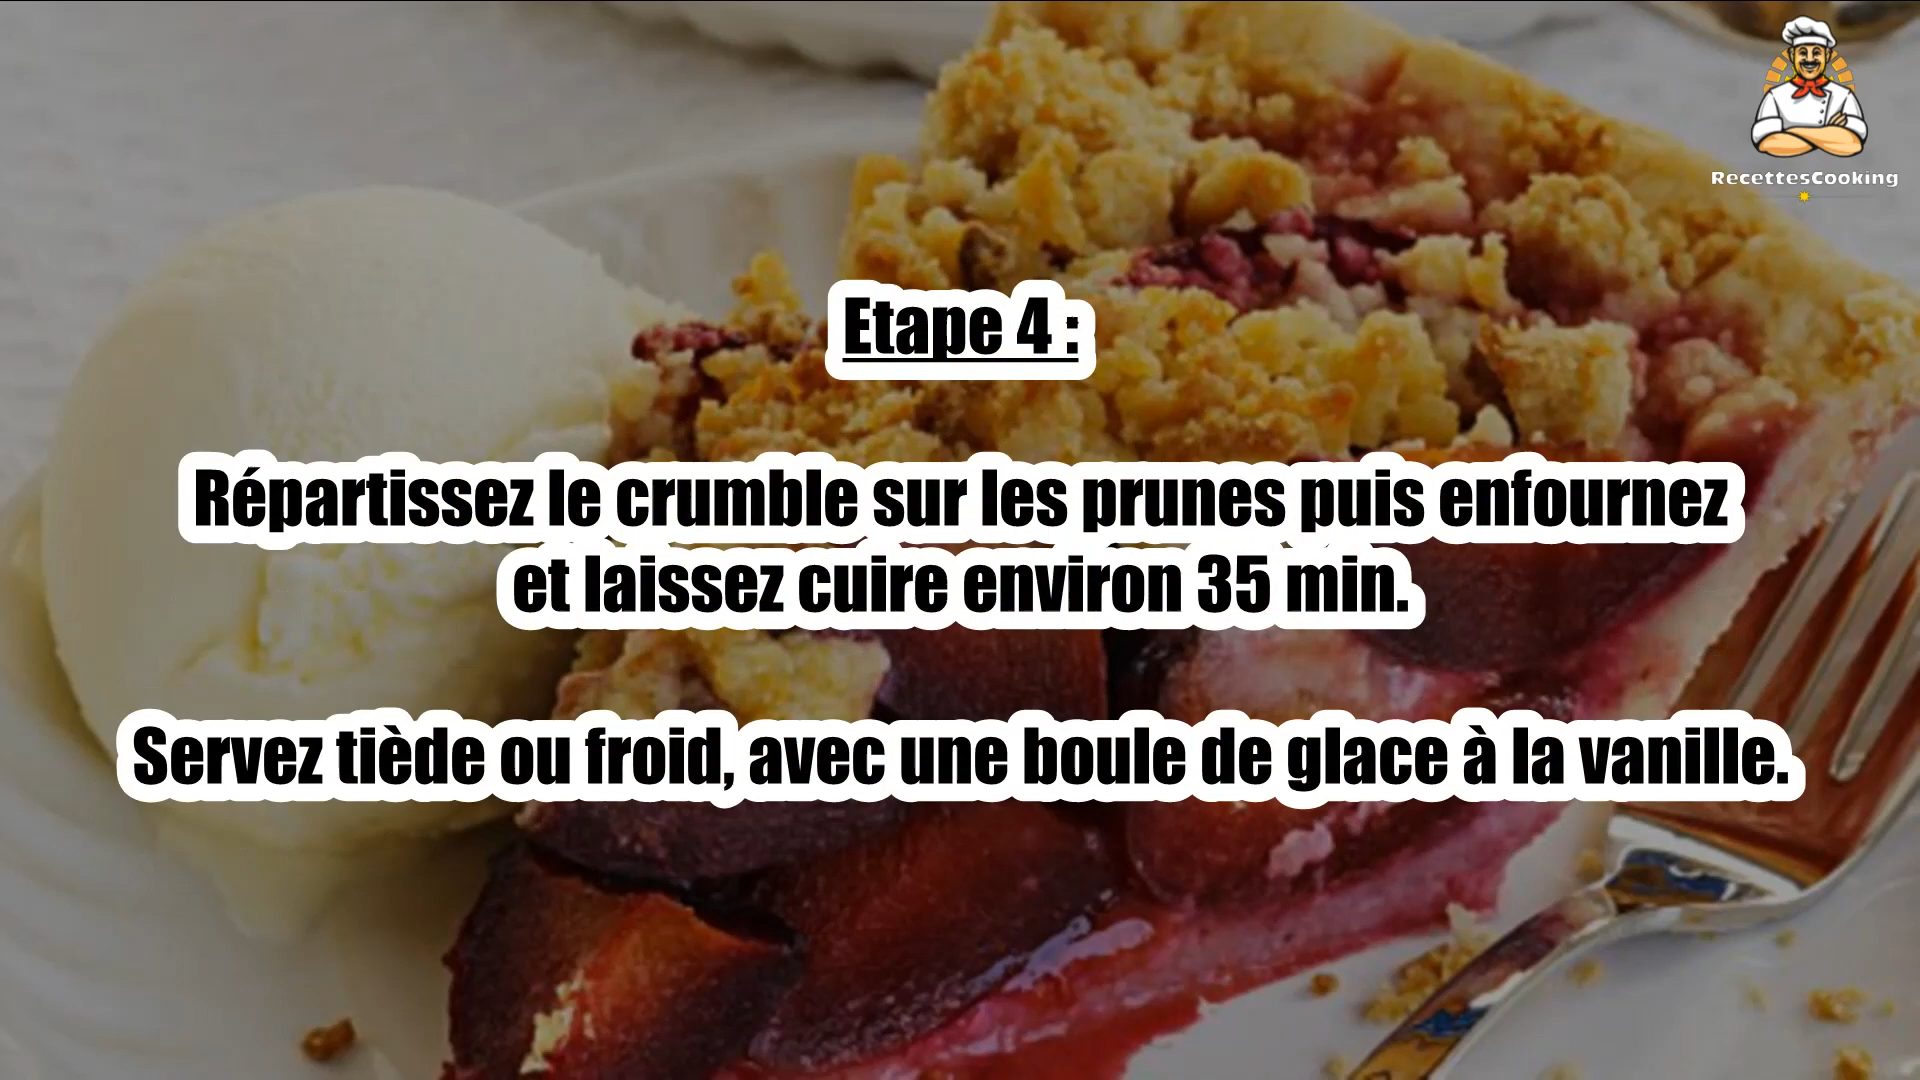 RecettesCooking
Etape 4 :
Répartissez le crumble sur les prunes puis enfournez
et laissez cuire environ 35 min.
Servez tiède ou froid, avec une boule de glace à la vanille.